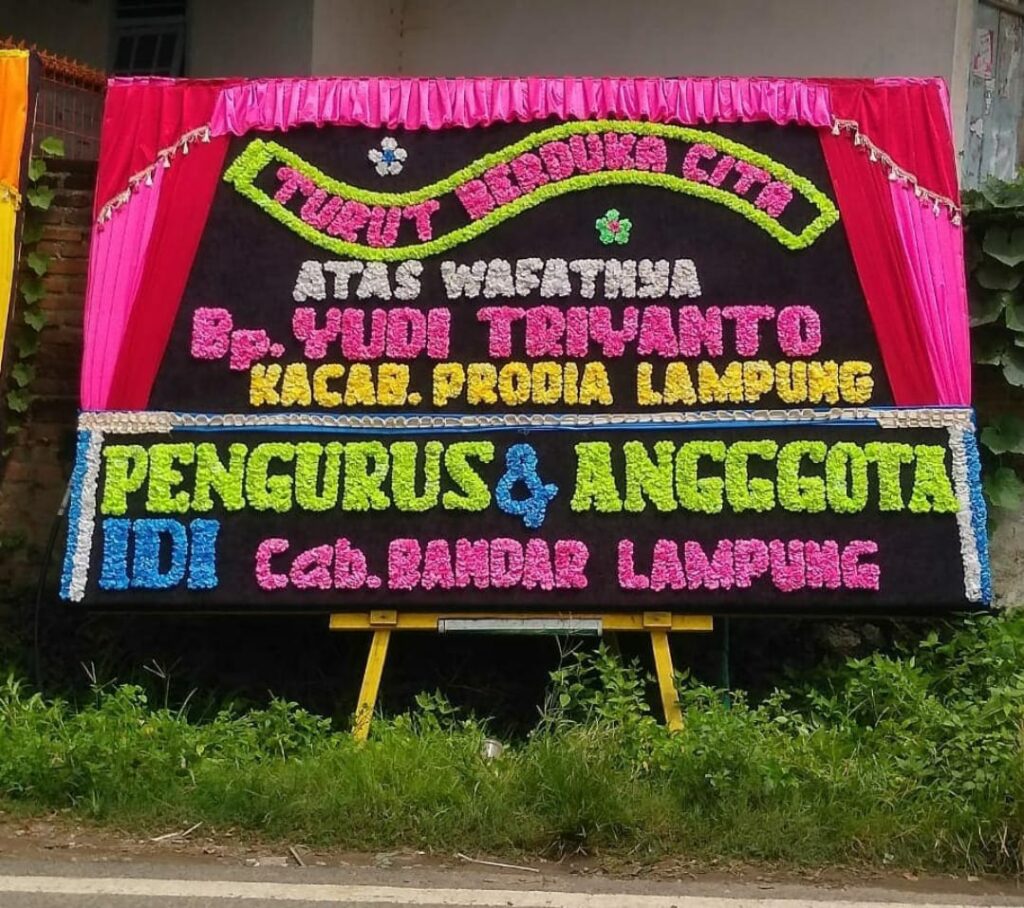 TURUT BERDUKA CITA
ATAS WAFATNYA
Bp. YUDI TRIYANTO
KACAB. PRODIA LAMPUNG
PENGURUS & ANGGGOTA
IDI Cab. BANDAR LAMPUNG